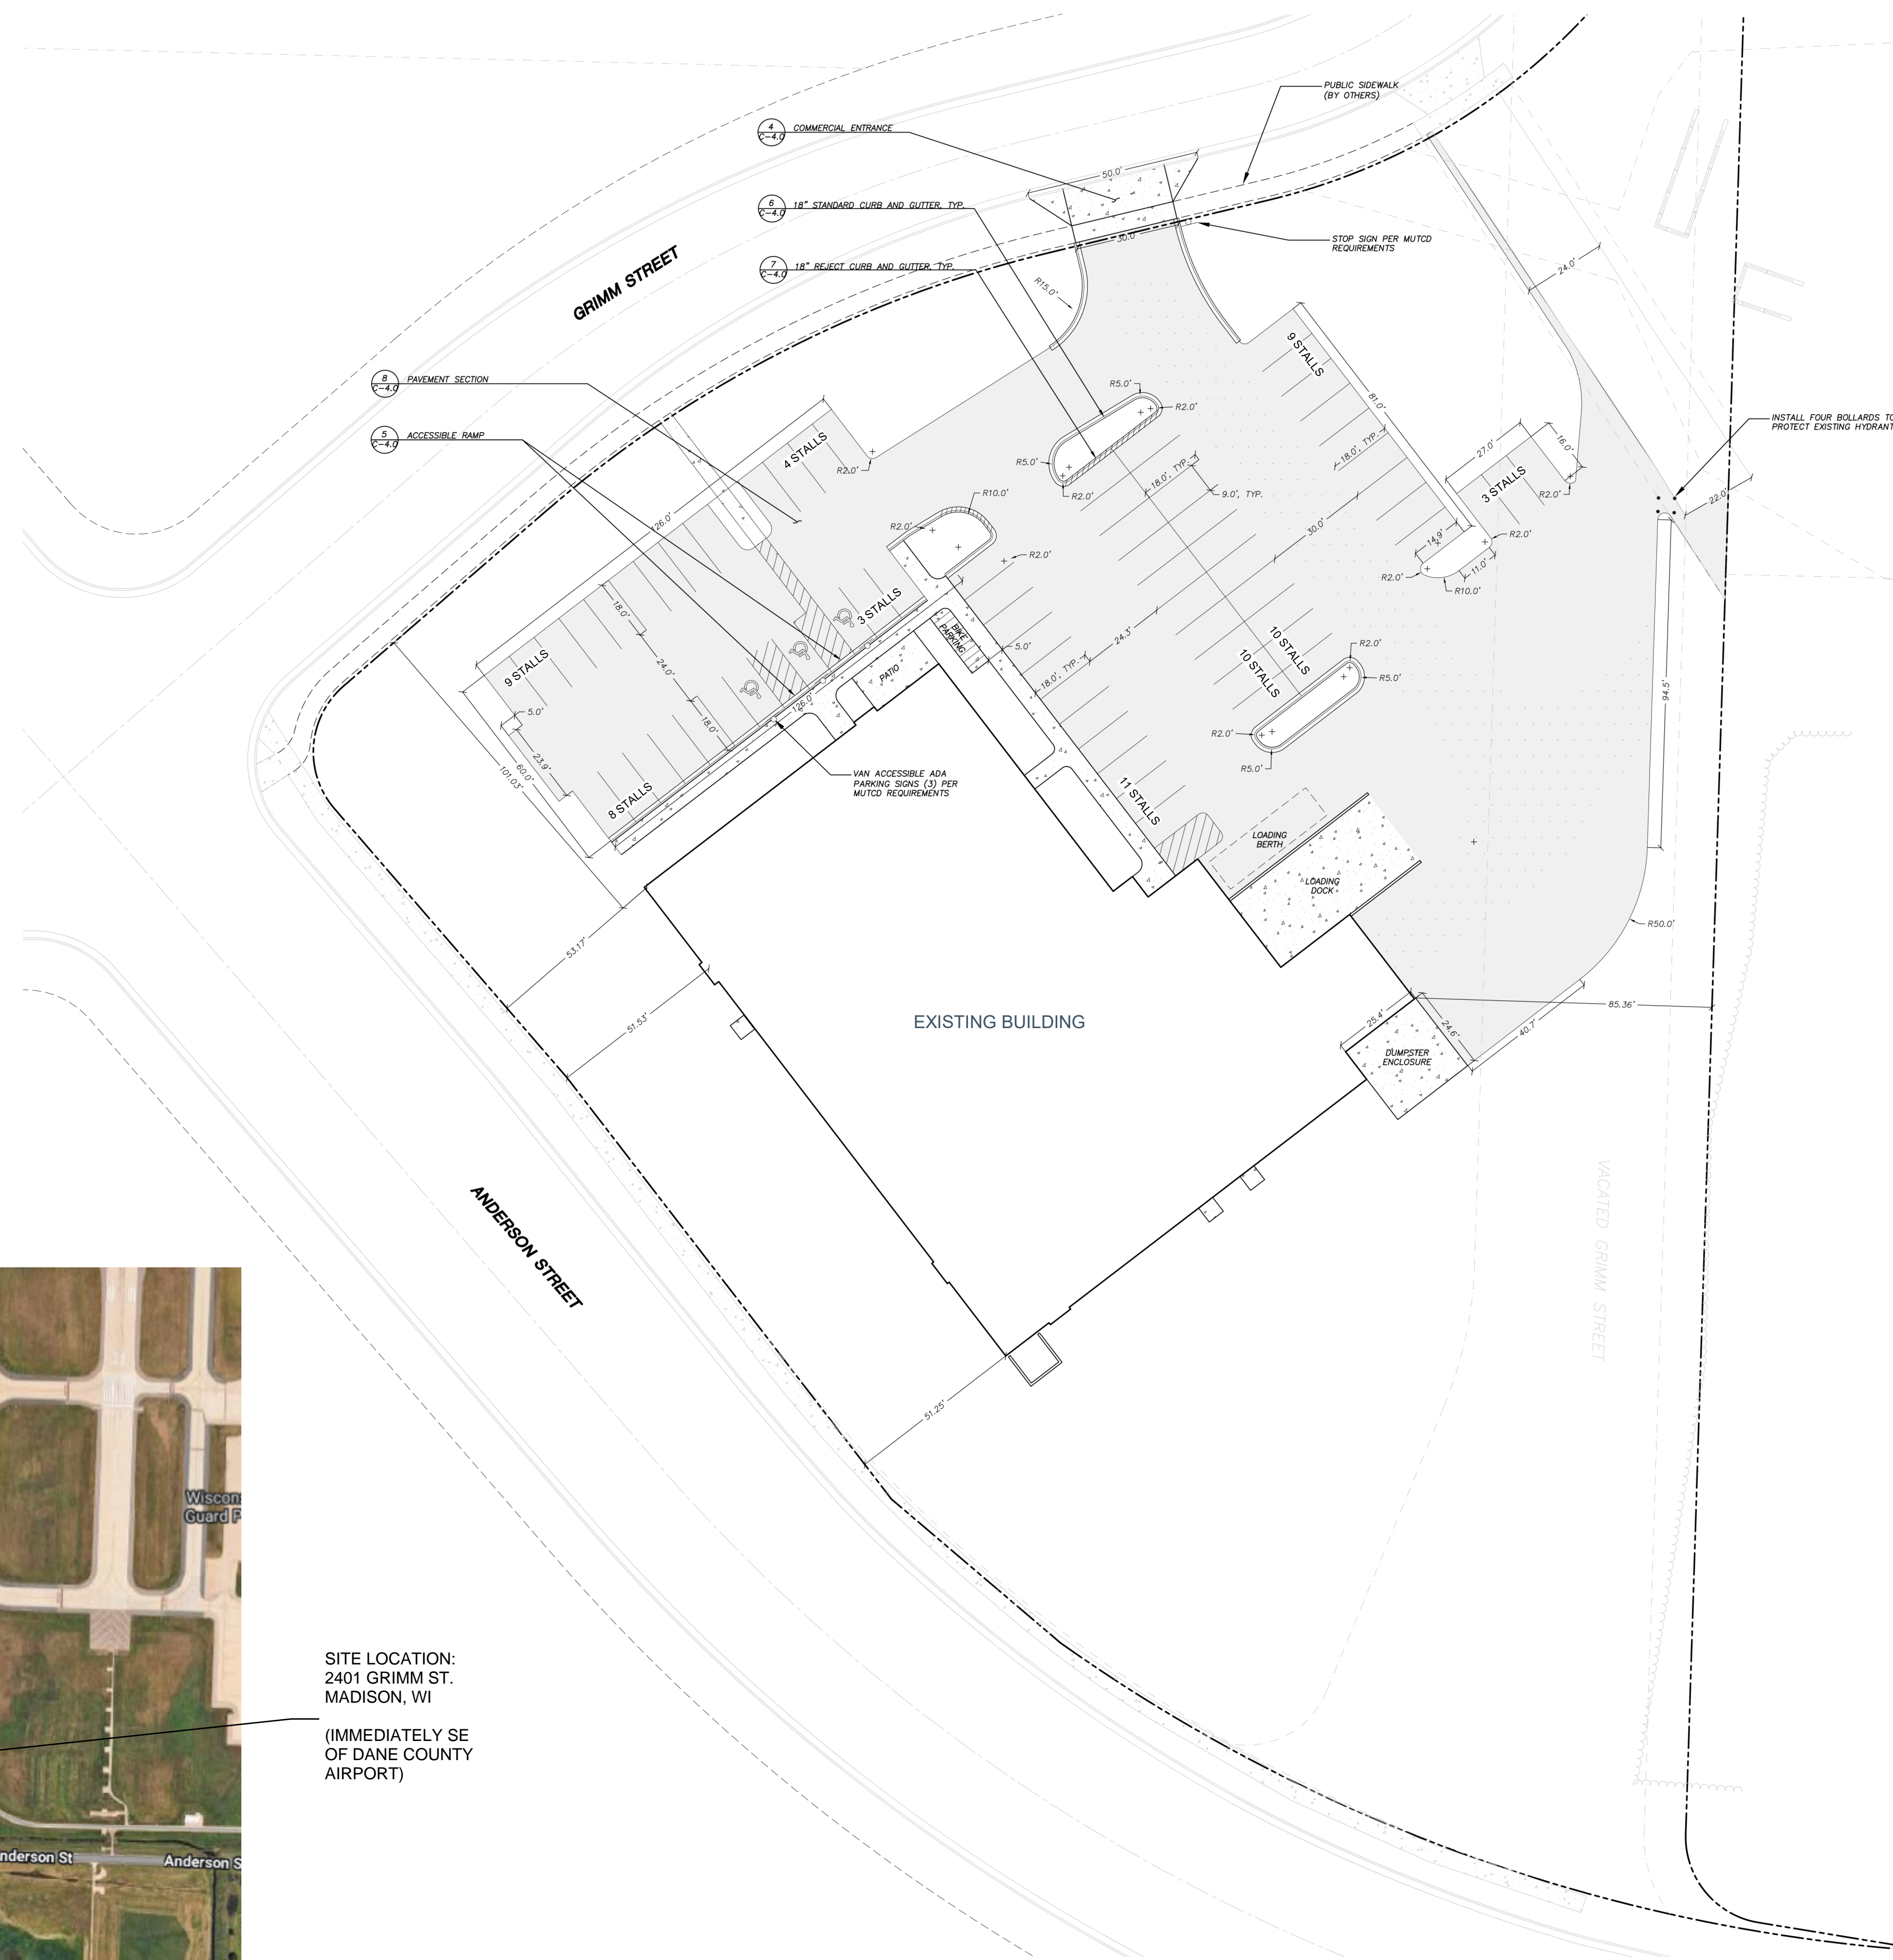 PUBLIC SIDEWALK
(BY OTHERS)
4
C-4.0
COMMERCIAL ENTRANCE
50.0'
6
C-4.0
18" STANDARD CURB AND GUTTER, TYP.
30.0'
STOP SIGN PER MUTCD
REQUIREMENTS
7
C-4.0
18" REJECT CURB AND GUTTER, TYP.
GRIMM STREET
R15.0'
24.0'
9 STALLS
8
C-4.0
PAVEMENT SECTION
R5.0'
R2.0'
81.0'
INSTALL FOUR BOLLARDS TO
PROTECT EXISTING HYDRANT
5
C-4.0
ACCESSIBLE RAMP
4 STALLS
R2.0'
R5.0'
R2.0'
18.0', TYP.
18.0', TYP.
9.0', TYP.
27.0'
16.0'
3 STALLS
R2.0'
22.0'
126.0'
R10.0'
R2.0'
R2.0'
30.0'
14.9'
R2.0'
R2.0'
11.0'
R10.0'
18.0'
3 STALLS
BIKE
PARKING
5.0'
24.3'
18.0', TYP.
10 STALLS
10 STALLS
R2.0'
R5.0'
9 STALLS
24.0'
PATIO
126.0'
94.5'
5.0'
18.0'
R2.0'
R5.0'
23.9'
60.0'
101.03'
8 STALLS
VAN ACCESSIBLE ADA
PARKING SIGNS (3) PER
MUTCD REQUIREMENTS
11 STALLS
LOADING
BERTH
LOADING
DOCK
R50.0'
53.17'
51.53'
EXISTING BUILDING
85.36'
25.4'
24.6'
40.7'
DUMPSTER
ENCLOSURE
ANDERSON STREET
VACATED GRIMM STREET
51.25'
Wiscon
Guard F
SITE LOCATION:
2401 GRIMM ST.
MADISON, WI
(IMMEDIATELY SE
OF DANE COUNTY
AIRPORT)
nderson St
Anderson S